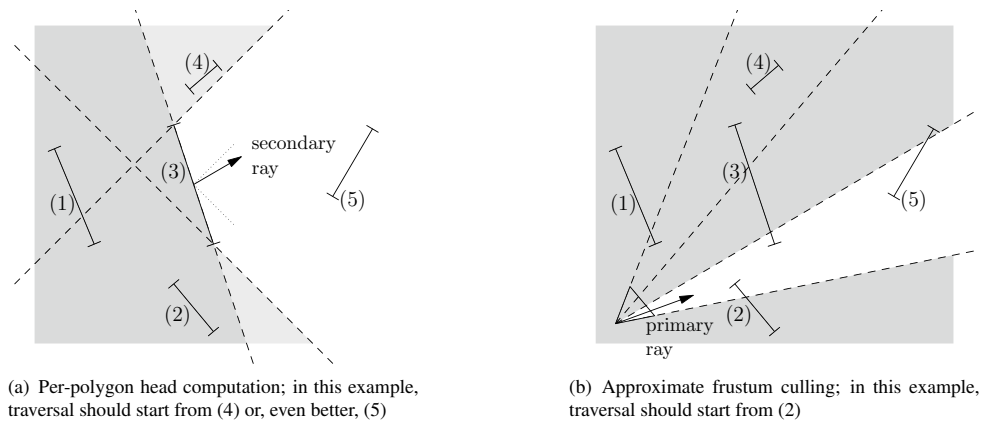 (4)
secondary
ray
(3)
(1)
(5)
(2)
(a) Per-polygon head computation; in this example,
traversal should start from (4) or, even better, (5)
(4)
(3)
(1)
(5)
(2)
primary
ray
(b) Approximate frustum culling; in this example,
traversal should start from (2)